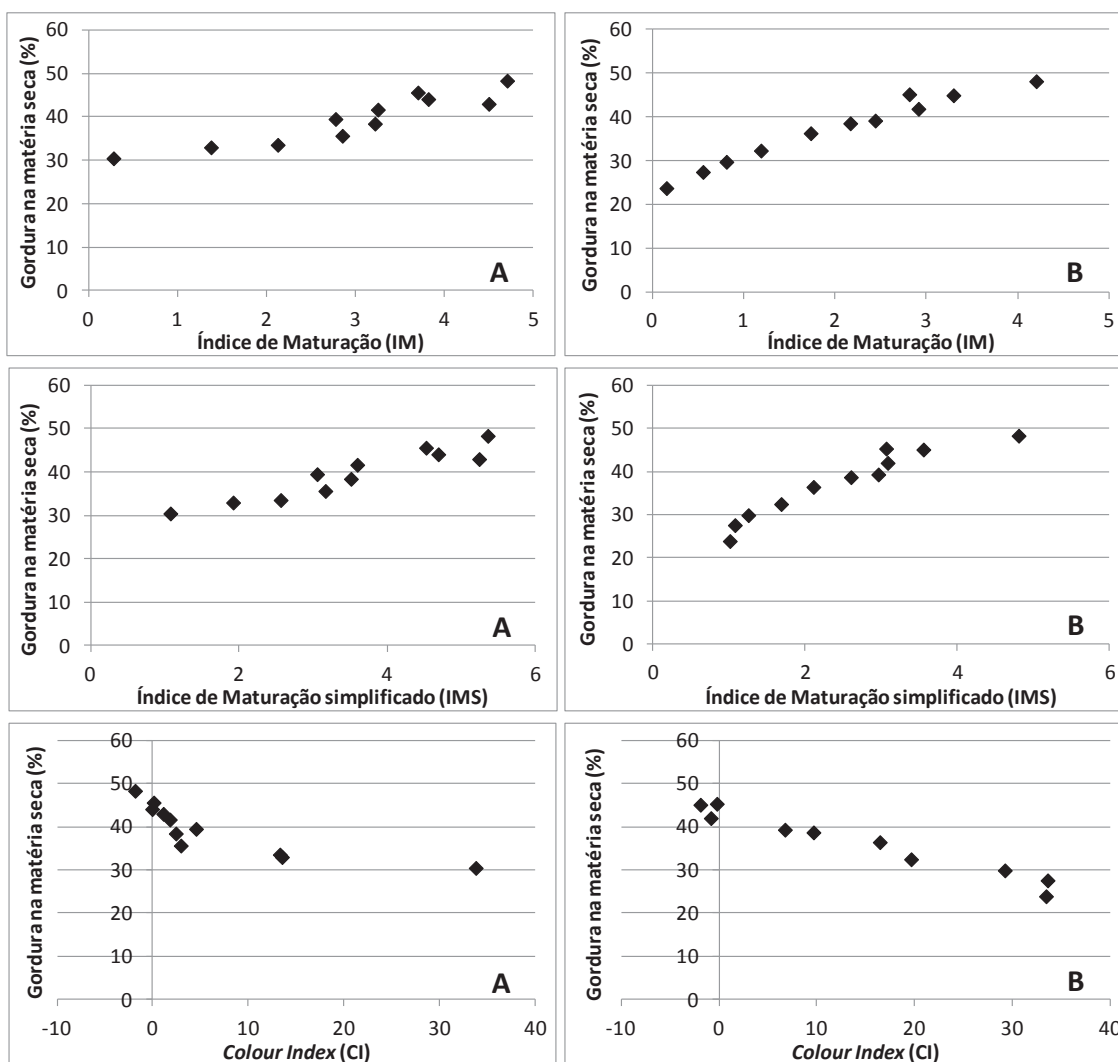 Gordura na matéria seca (%)
60
50
40
30
20
10
0
0 1 2 3 4 5
Índice de Maturação (IM)
A
Gordura na matéria seca (%)
60
50
40
30
20
10
0
0 1 2 3 4 5
Índice de Maturação (IM)
B
Gordura na matéria seca (%)
60
50
40
30
20
10
0
0 2 4 6
Índice de Maturação simplificado (IMS)
A
Gordura na matéria seca (%)
60
50
40
30
20
10
0
0 2 4 6
Índice de Maturação simplificado (IMS)
B
Gordura na matéria seca (%)
60
50
40
30
20
10
0
-10 0 10 20 30 40
Colour Index (CI)
A
Gordura na matéria seca (%)
60
50
40
30
20
10
0
-10 0 10 20 30 40
Colour Index (CI)
B